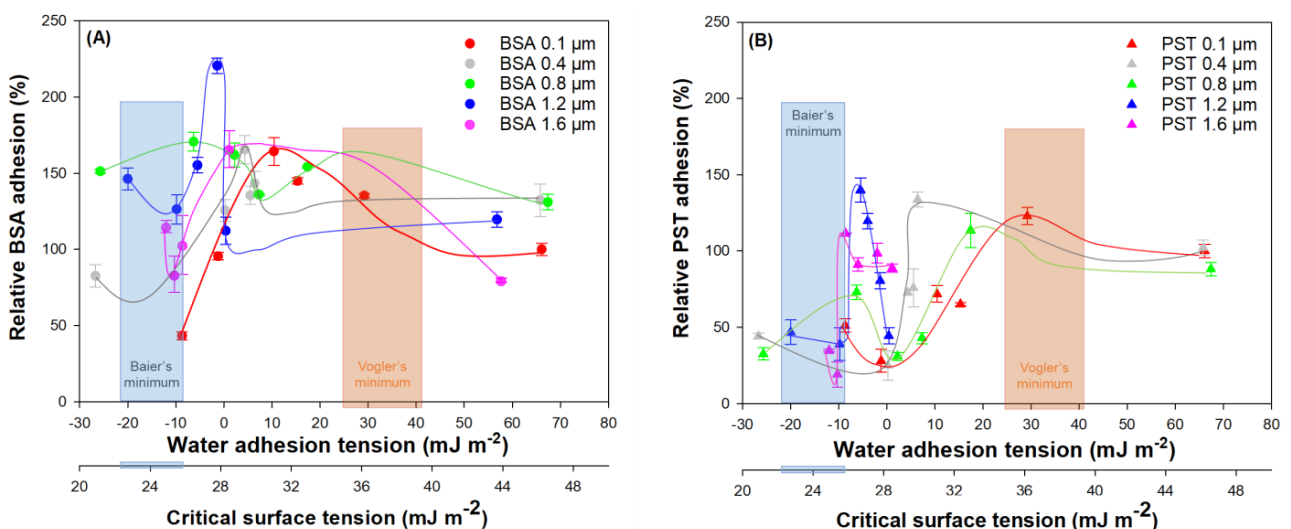 (A)
BSA 0.1 µm
BSA 0.4 µm
BSA 0.8 µm
BSA 1.2 µm
BSA 1.6 µm
Relative BSA adhesion (%)
250
200
150
100
50
0
Baier's
minimum
Vogler's
minimum
-30 -20 -10 0 10 20 30 40 50 60 70 80
Water adhesion tension (mJ m-2)
20 24 28 32 36 40 44 48
Critical surface tension (mJ m-2)
(B)
PST 0.1 µm
PST 0.4 µm
PST 0.8 µm
PST 1.2 µm
PST 1.6 µm
Relative PST adhesion (%)
250
200
150
100
50
0
Baier's
minimum
Vogler's
minimum
-30 -20 -10 0 10 20 30 40 50 60 70 80
Water adhesion tension (mJ m-2)
20 24 28 32 36 40 44 48
Critical surface tension (mJ m-2)